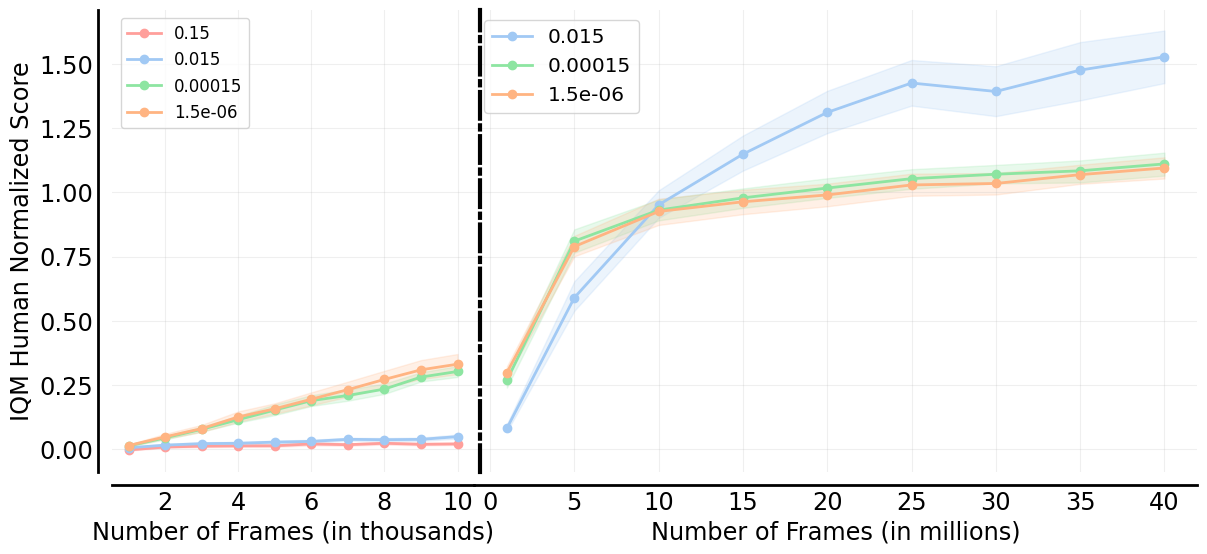 IQM Human Normalized Score
1.50
1.25
1.00
0.75
0.50
0.25
0.00
0.15
0.015
0.00015
1.5e-06
2 4 6 8 10
Number of Frames (in thousands)
0.015
0.00015
1.5e-06
0 5 10 15 20 25 30 35 40
Number of Frames (in millions)